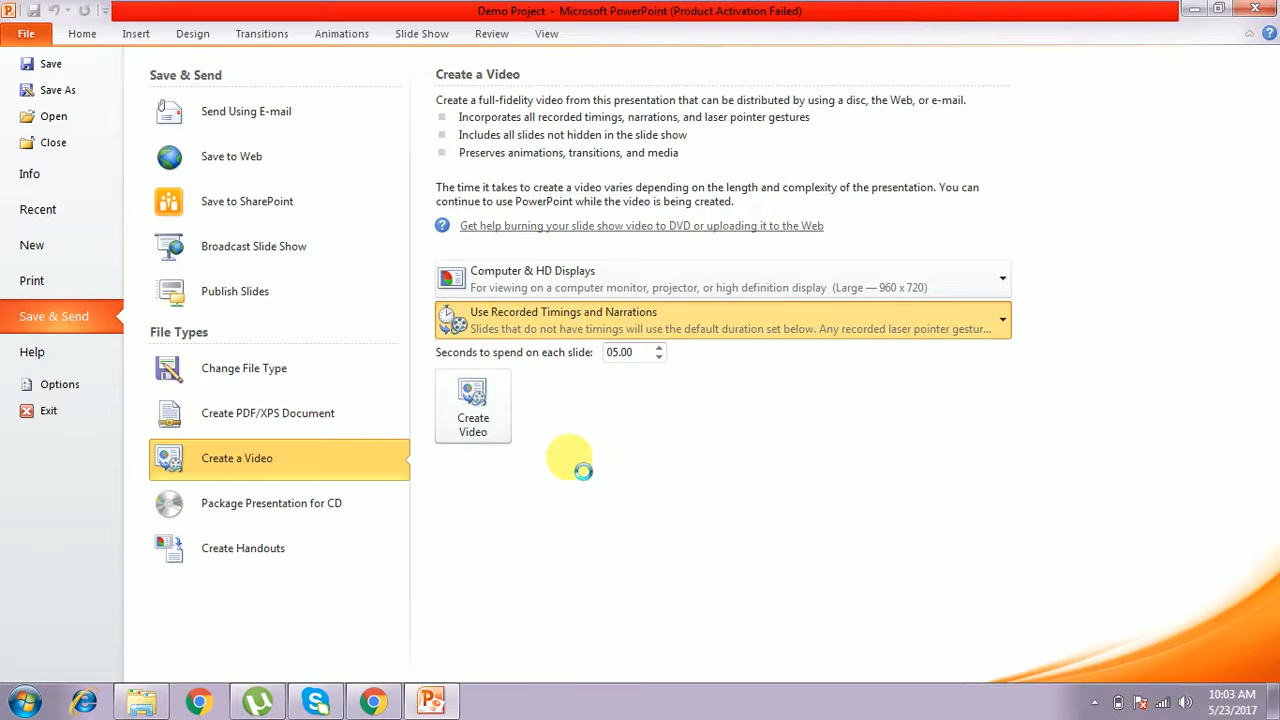 Demo Project - Microsoft PowerPoint (Product Activation Failed)
File Home Insert Design Transitions Animations Slide Show Review View
Save
Save As
Open
Close
Info
Recent
New
Print
Save & Send
Help
Options
Exit
Save & Send
Send Using E-mail
Save to Web
Save to SharePoint
Broadcast Slide Show
Publish Slides
File Types
Change File Type
Create PDF/XPS Document
Create a Video
Package Presentation for CD
Create Handouts
Create a Video
Create a full-fidelity video from this presentation that can be distributed by using a disc, the Web, or e-mail.
Incorporates all recorded timings, narrations, and laser pointer gestures
Includes all slides not hidden in the slide show
Preserves animations, transitions, and media
The time it takes to create a video varies depending on the length and complexity of the presentation. You can
continue to use PowerPoint while the video is being created.
Get help burning your slide show video to DVD or uploading it to the Web
Computer & HD Displays
For viewing on a computer monitor, projector, or high definition display (Large — 960 x 720)
Use Recorded Timings and Narrations
Slides that do not have timings will use the default duration set below. Any recorded laser pointer gestur...
Seconds to spend on each slide: 05.00
Create
Video
10:03 AM
5/23/2017